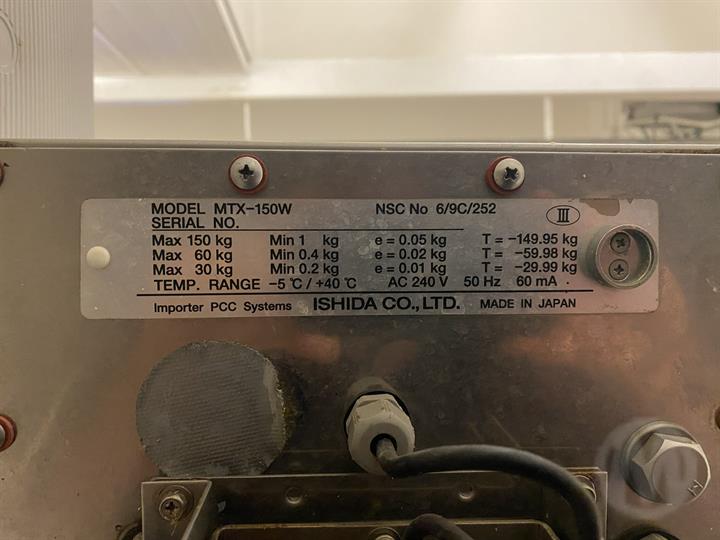 MODEL MTX-150W NSC No 6/9C/252 III
SERIAL NO.
Max 150 kg Min 1 kg e = 0.05 kg T = -149.95 kg
Max 60 kg Min 0.4 kg e = 0.02 kg T = -59.98 kg
Max 30 kg Min 0.2 kg e = 0.01 kg T = -29.99 kg
TEMP. RANGE -5 ℃ / +40 ℃ AC 240 V 50 Hz 60 mA
Importer PCC Systems ISHIDA CO., LTD. MADE IN JAPAN